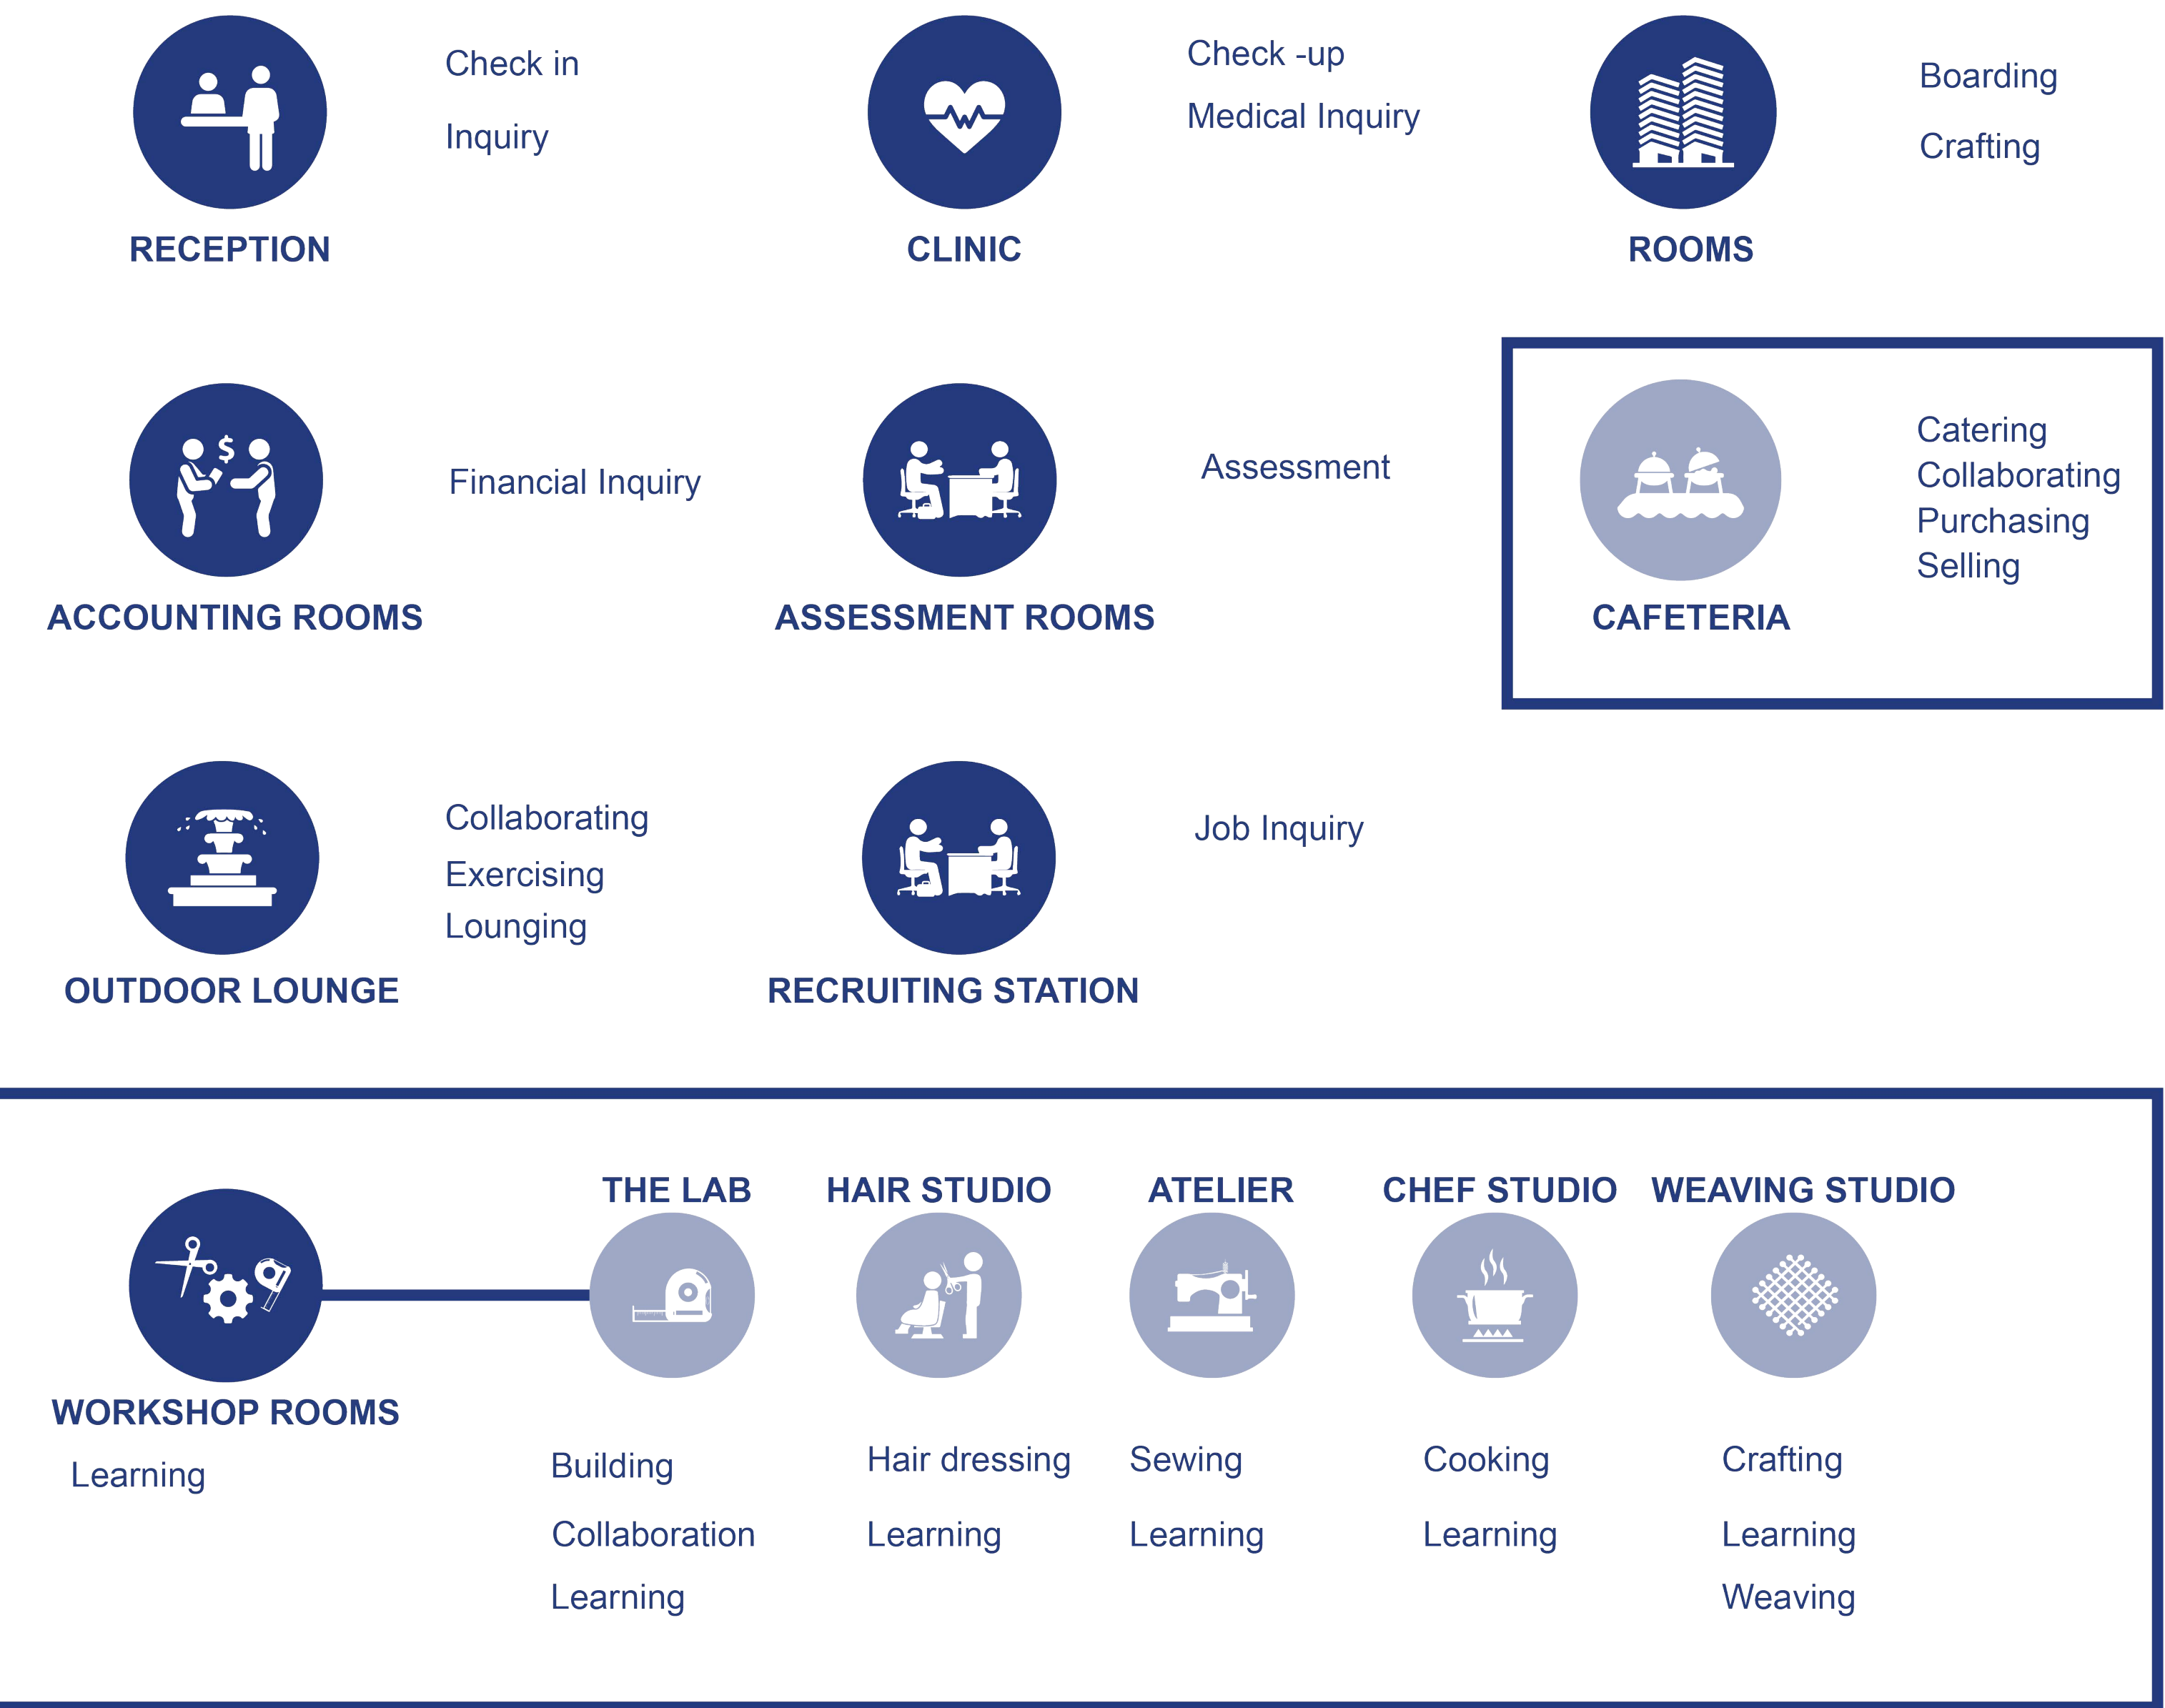 Check in
Inquiry
RECEPTION
Check -up
Medical Inquiry
CLINIC
Boarding
Crafting
ROOMS
Financial Inquiry
ACCOUNTING ROOMS
Assessment
ASSESSMENT ROOMS
Catering
Collaborating
Purchasing
Selling
CAFETERIA
Collaborating
Exercising
Lounging
OUTDOOR LOUNGE
Job Inquiry
RECRUITING STATION
WORKSHOP ROOMS
Learning
THE LAB
Building
Collaboration
Learning
HAIR STUDIO
Hair dressing
Learning
ATELIER
Sewing
Learning
CHEF STUDIO
Cooking
Learning
WEAVING STUDIO
Crafting
Learning
Weaving